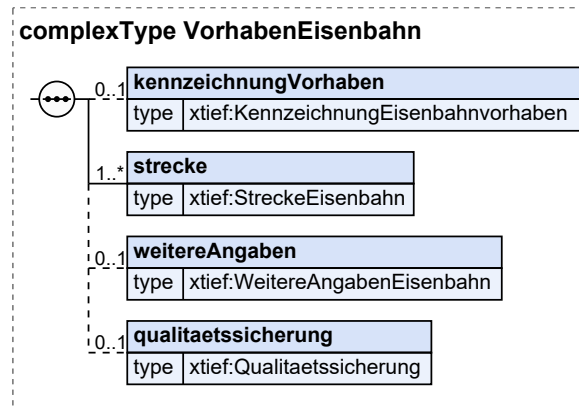 complexType VorhabenEisenbahn
0..1 kennzeichnungVorhaben
type xtief:KennzeichnungEisenbahnvorhaben
1..* strecke
type xtief:StreckeEisenbahn
0..1 weitereAngaben
type xtief:WeitereAngabenEisenbahn
0..1 qualitaetssicherung
type xtief:Qualitaetssicherung